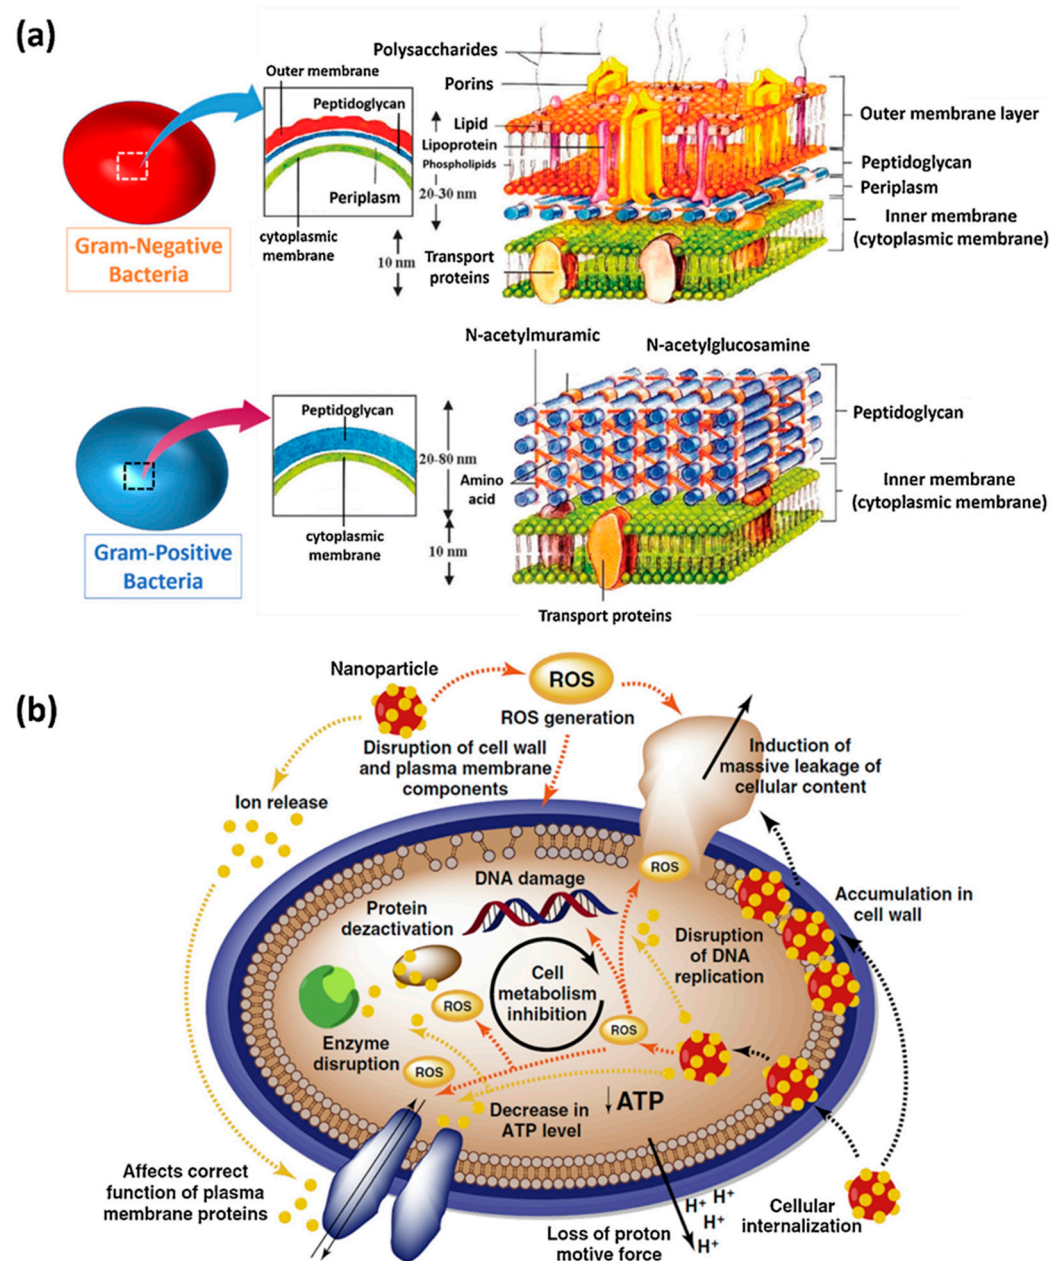 (a)
Polysaccharides
Outer membrane
Porins
Peptidoglycan
Lipid
Lipoprotein
Phospholipids
20-30 nm
Periplasm
cytoplasmic
membrane
10 nm
Transport
proteins
Outer membrane layer
Peptidoglycan
Periplasm
Inner membrane
(cytoplasmic membrane)
Gram-Negative
Bacteria
N-acetylmuramic
N-acetylglucosamine
Peptidoglycan
20-80 nm
Amino
acid
cytoplasmic
membrane
10 nm
Peptidoglycan
Inner membrane
(cytoplasmic membrane)
Transport proteins
Gram-Positive
Bacteria
(b)
Nanoparticle
ROS
ROS generation
Disruption of cell wall
and plasma membrane
components
Induction of
massive leakage of
cellular content
Ion release
ROS
DNA damage
Accumulation in
cell wall
Protein
dezactivation
Disruption
of DNA
replication
Cell
metabolism
inhibition
ROS
ROS
Enzyme
disruption
ROS
↓ATP
Decrease in
ATP level
Affects correct
function of plasma
membrane proteins
H+ H+
H+
H+
Cellular
internalization
Loss of proton
motive force